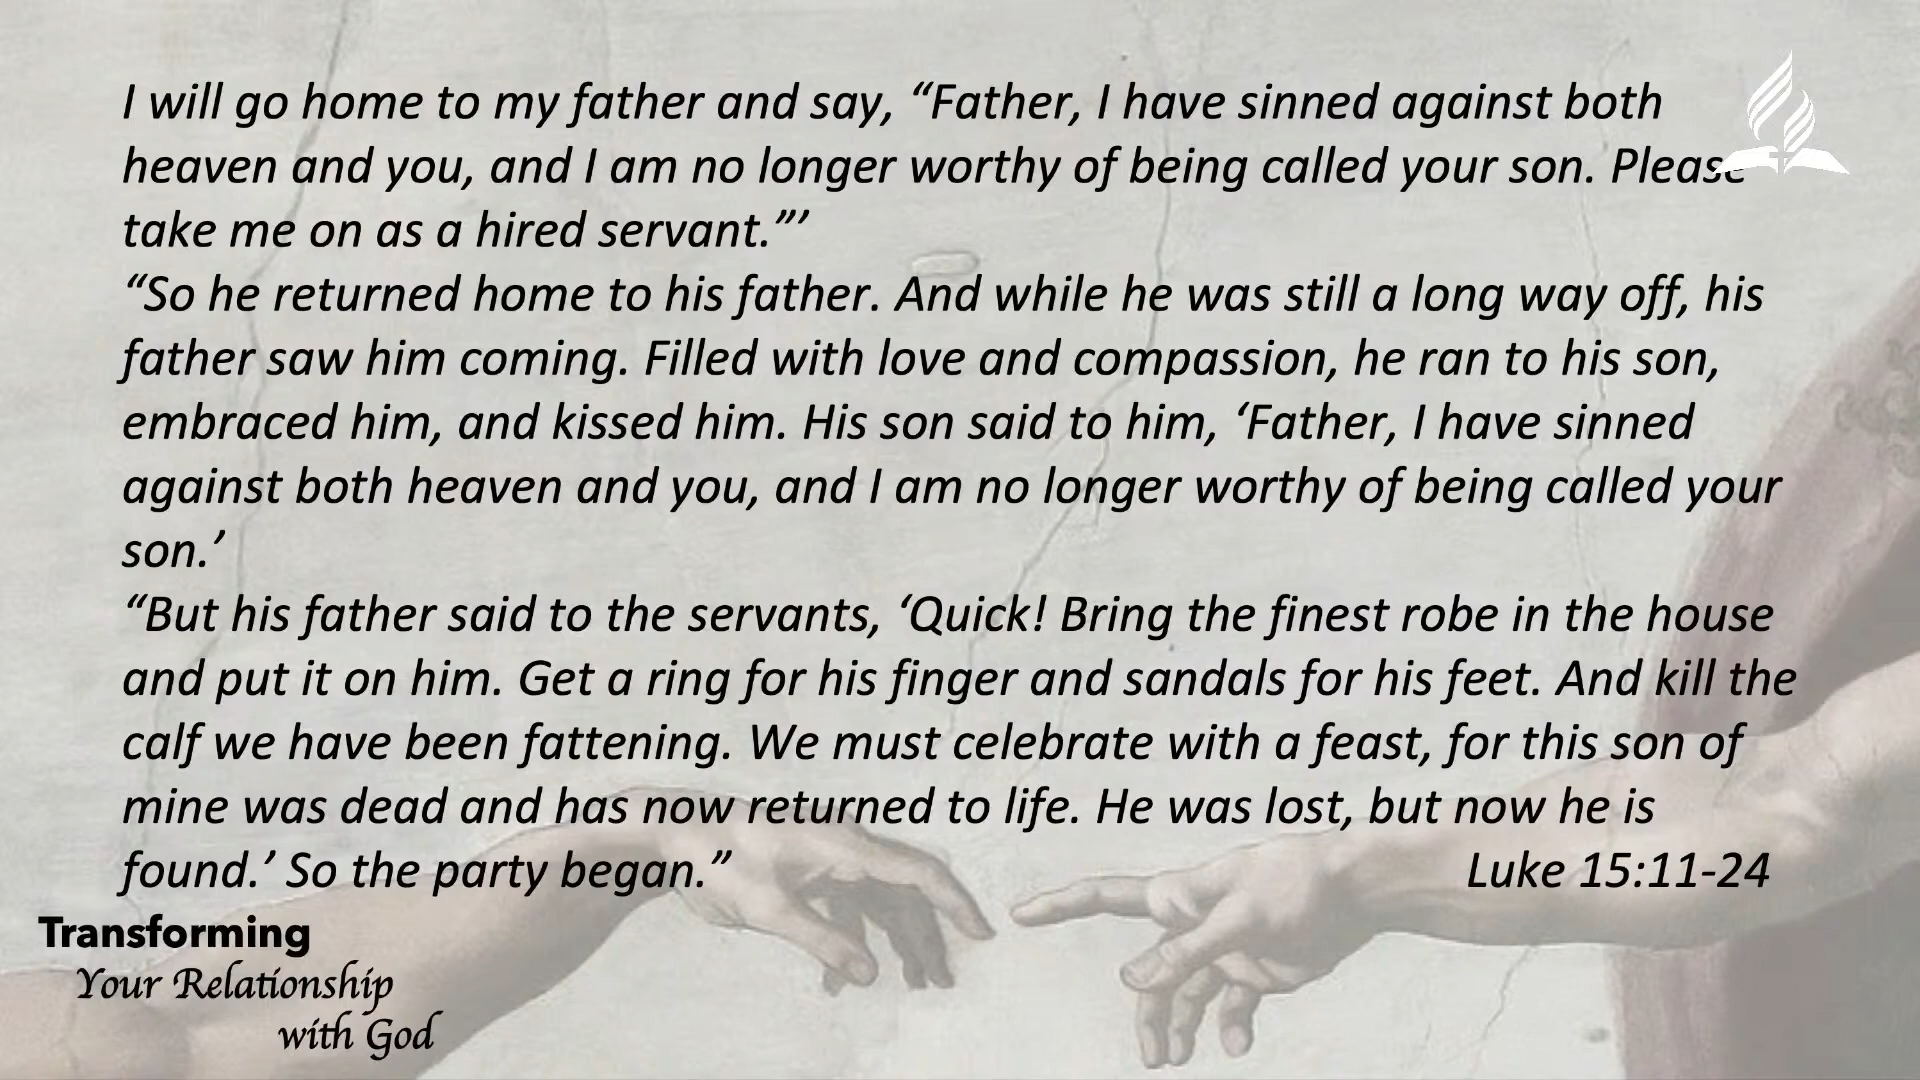 I will go home to my father and say, “Father, I have sinned against both
heaven and you, and I am no longer worthy of being called your son. Please
take me on as a hired servant.”’
“So he returned home to his father. And while he was still a long way off, his
father saw him coming. Filled with love and compassion, he ran to his son,
embraced him, and kissed him. His son said to him, ‘Father, I have sinned
against both heaven and you, and I am no longer worthy of being called your
son.’
“But his father said to the servants, ‘Quick! Bring the finest robe in the house
and put it on him. Get a ring for his finger and sandals for his feet. And kill the
calf we have been fattening. We must celebrate with a feast, for this son of
mine was dead and has now returned to life. He was lost, but now he is
found.’ So the party began.” Luke 15:11-24
Transforming
Your Relationship
with God